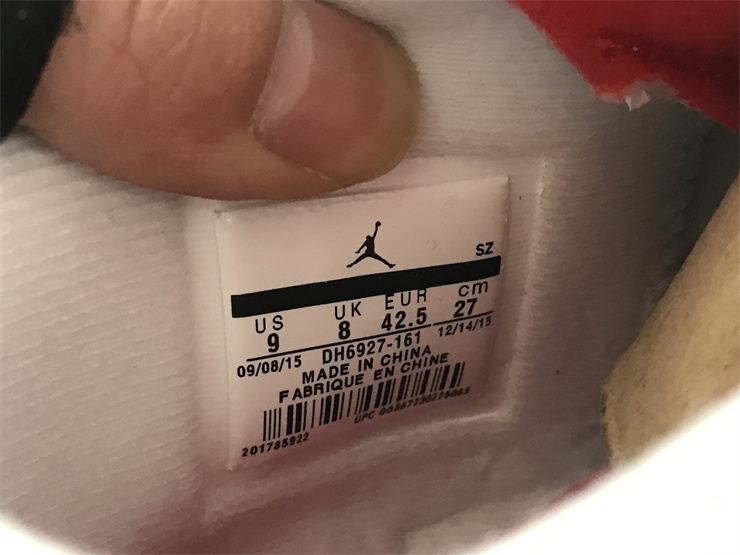 SZ
US UK EUR cm
9 8 42.5 27
09/08/15 DH6927-161 12/14/15
MADE IN CHINA
FABRIQUE EN CHINE
201785922 UPC